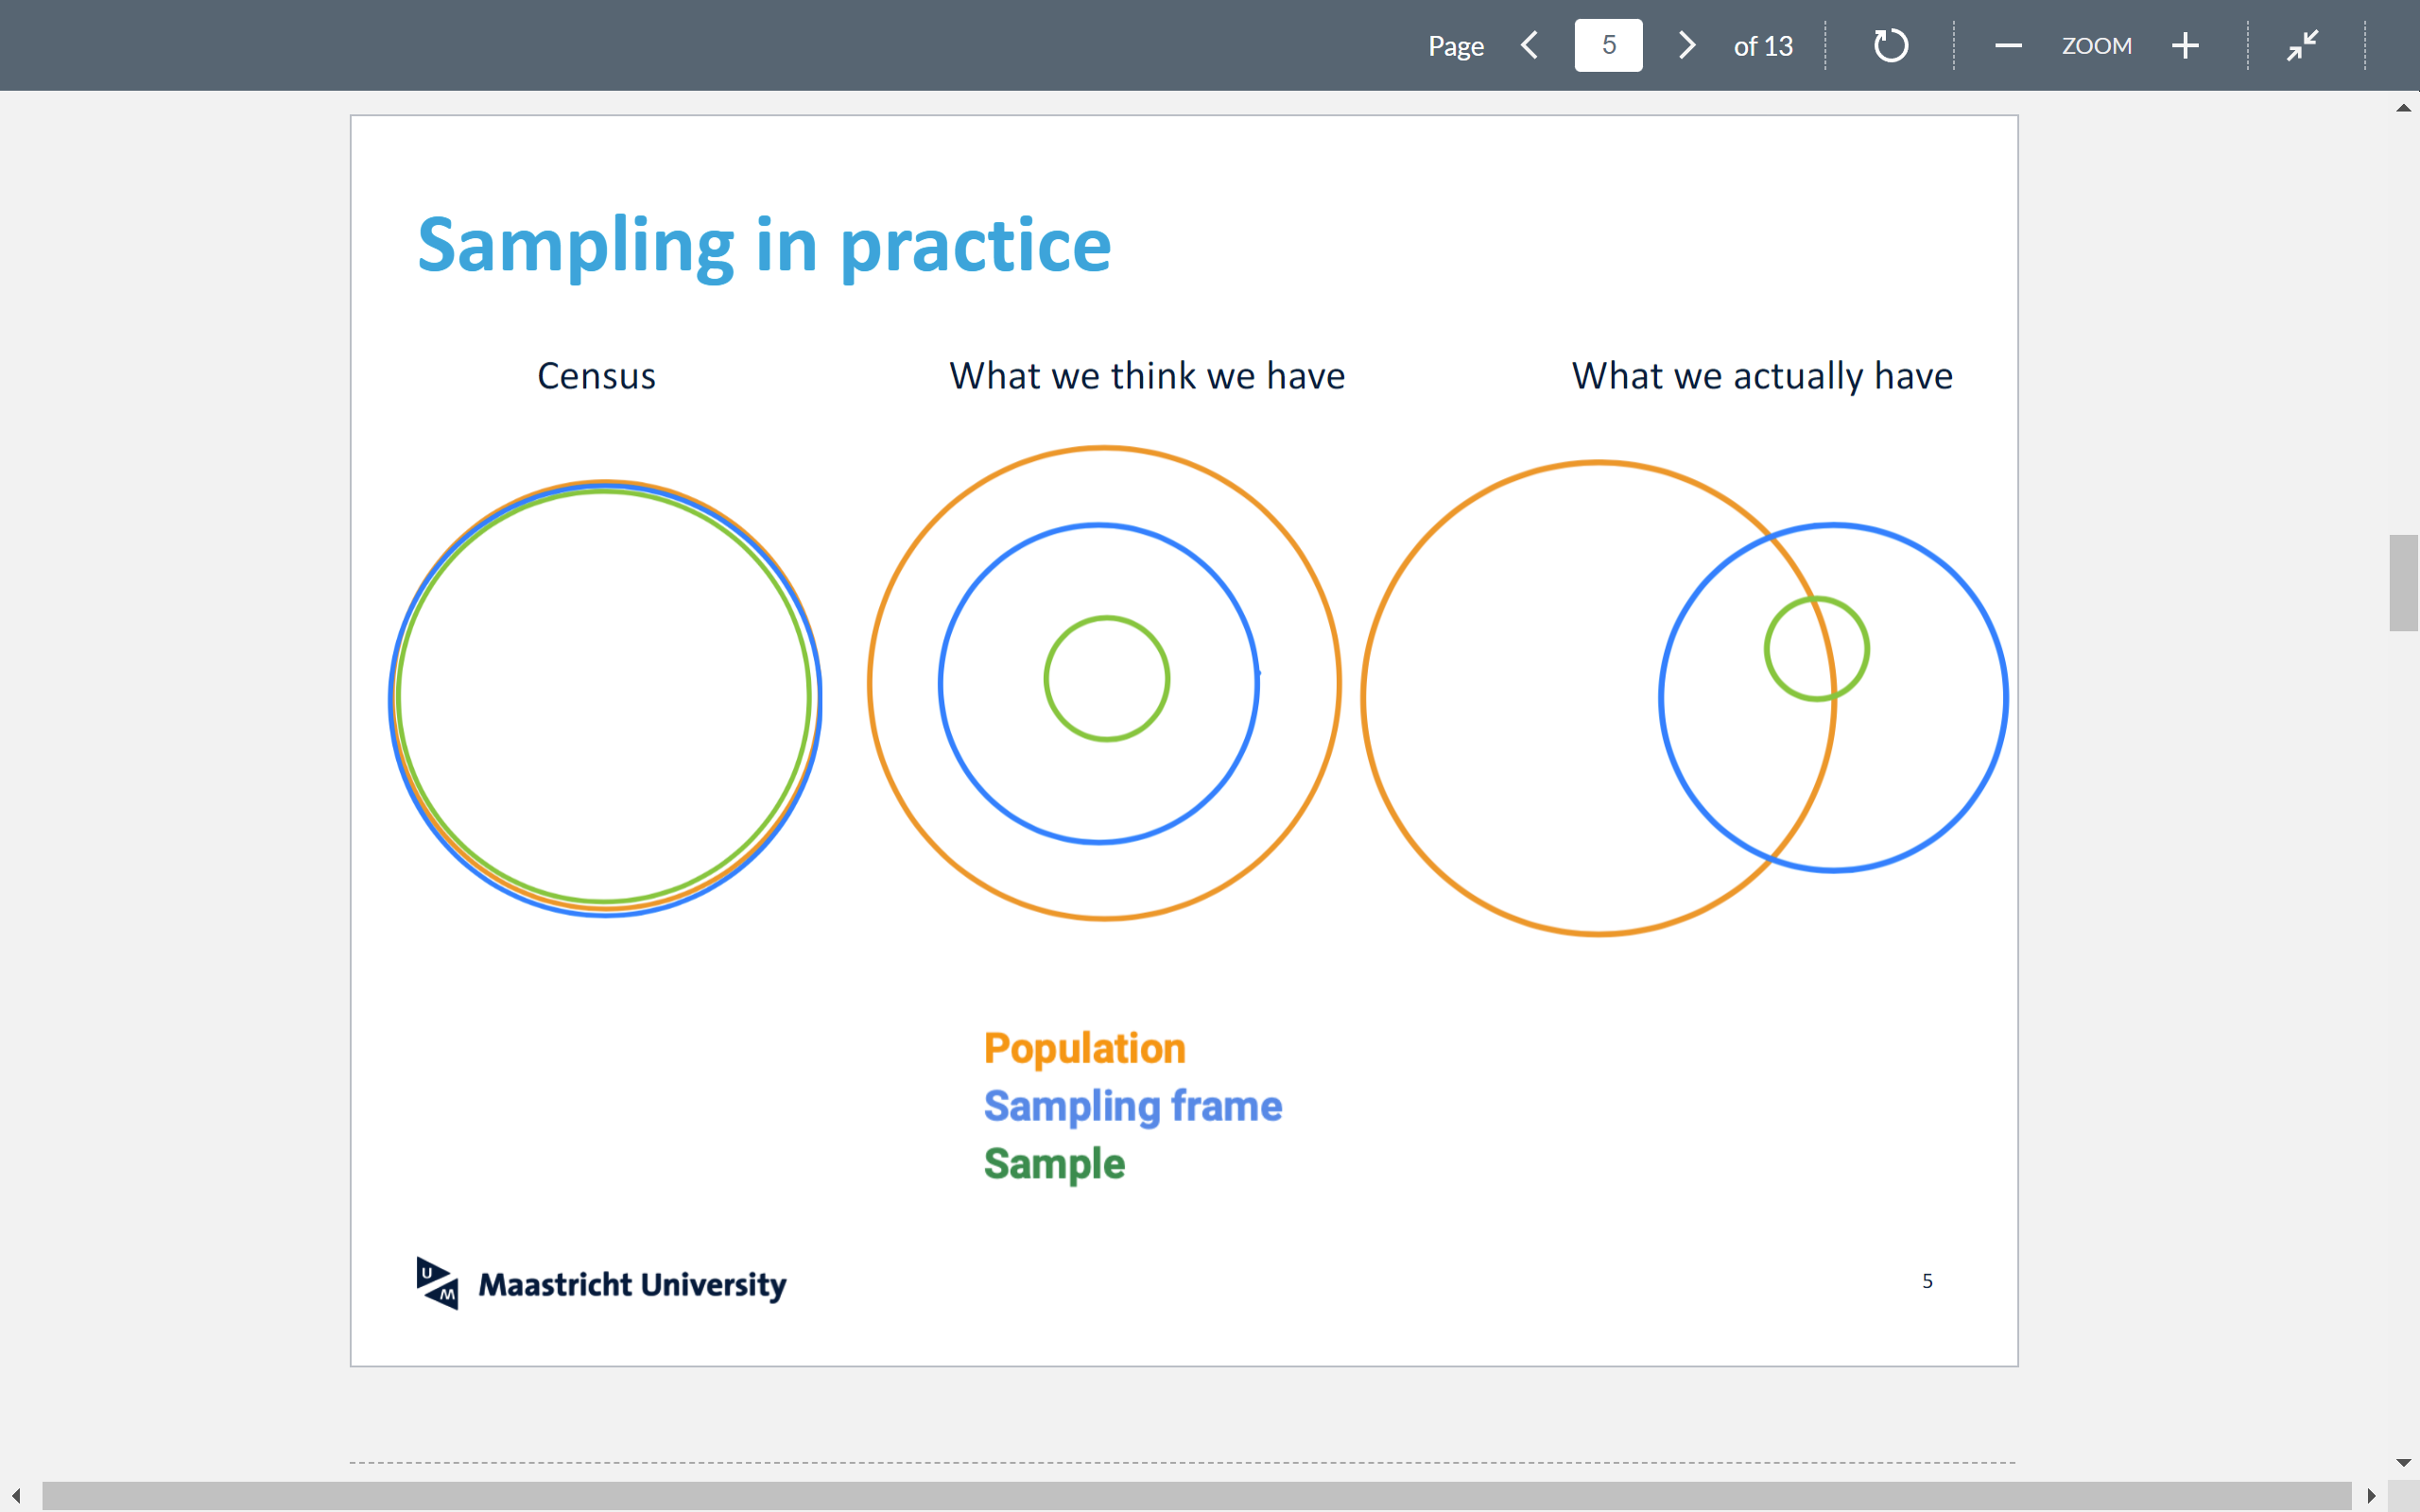 Page 5 of 13 ZOOM
Sampling in practice
Census What we think we have What we actually have
Population
Sampling frame
Sample
U
M
Maastricht University
5